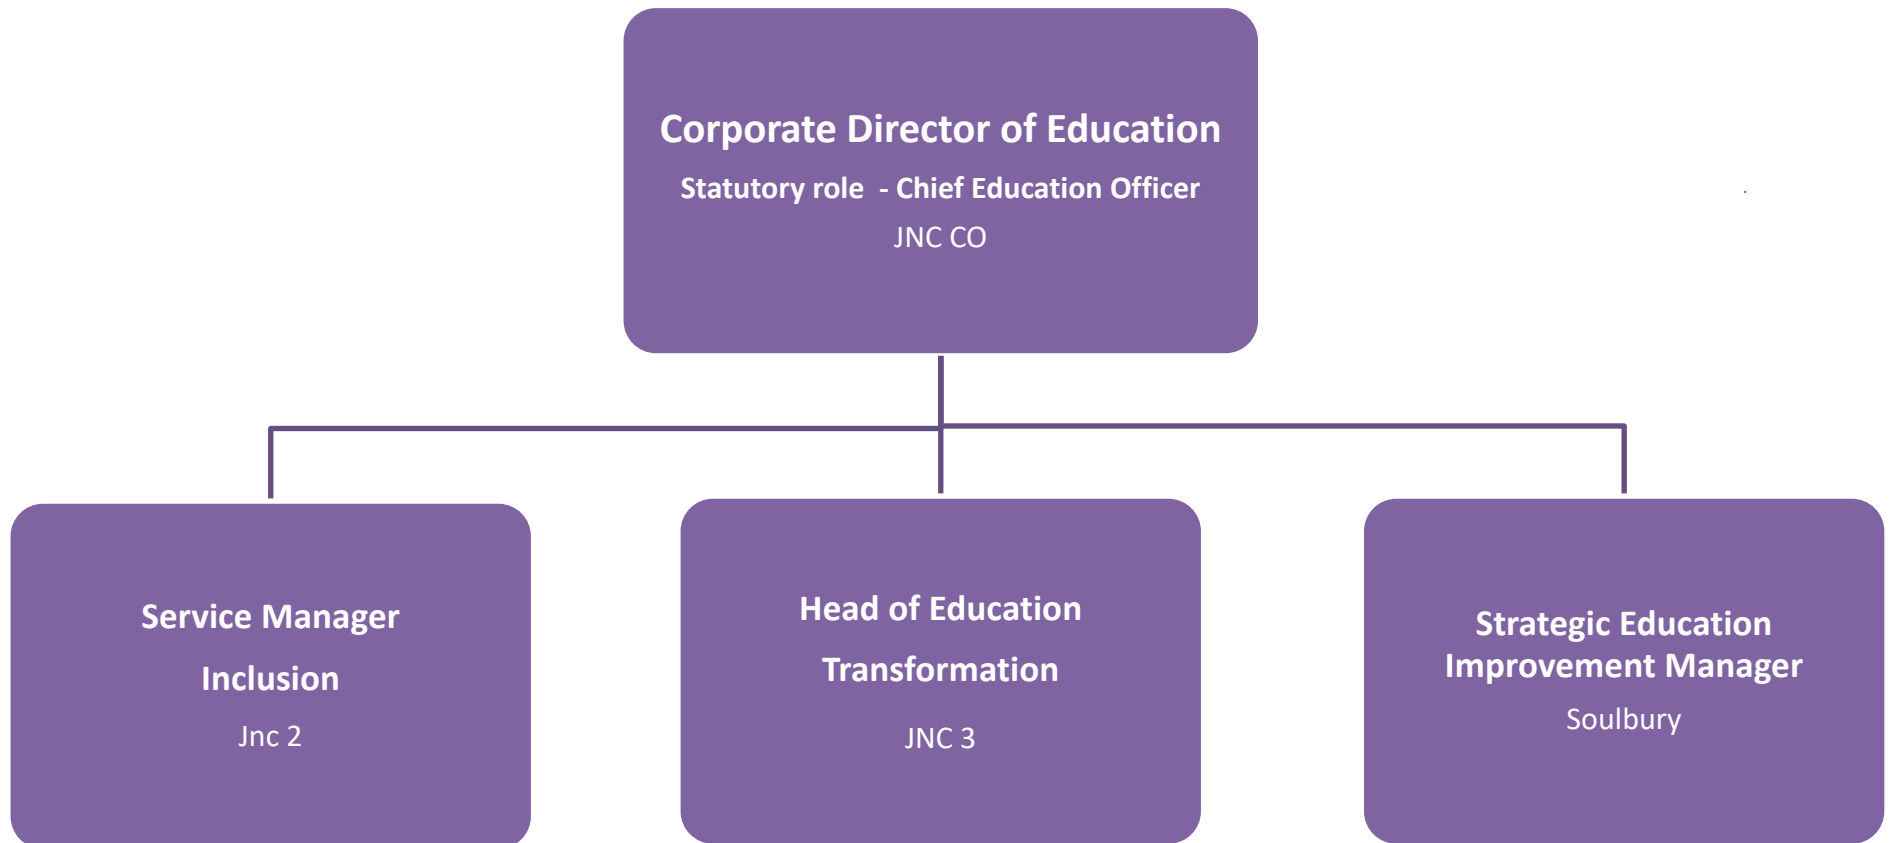 Corporate Director of Education
Statutory role  - Chief Education Officer
JNC CO
Service Manager
Inclusion
Jnc 2
Head of Education
Transformation
JNC 3
Strategic Education
Improvement Manager
Soulbury